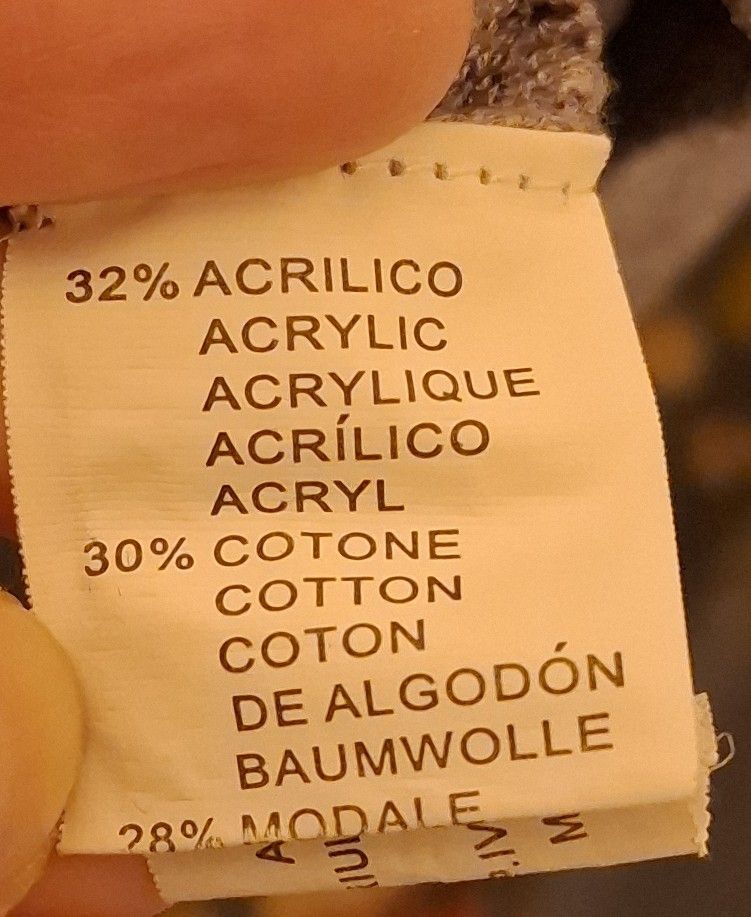 32% ACRILICO
ACRYLIC
ACRYLIQUE
ACRÍLICO
ACRYL
30% COTONE
COTTON
COTON
DE ALGODÓN
BAUMWOLLE
28% MODALE